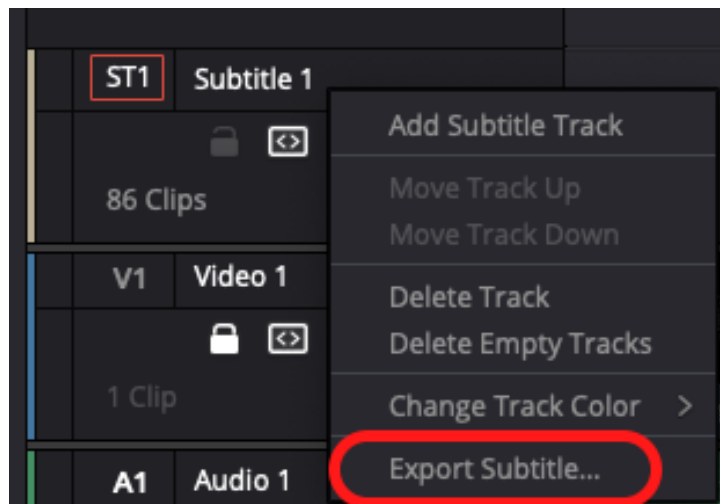 ST1 Subtitle 1
86 Clips
V1 Video 1
1 Clip
A1 Audio 1
Add Subtitle Track
Move Track Up
Move Track Down
Delete Track
Delete Empty Tracks
Change Track Color >
Export Subtitle...